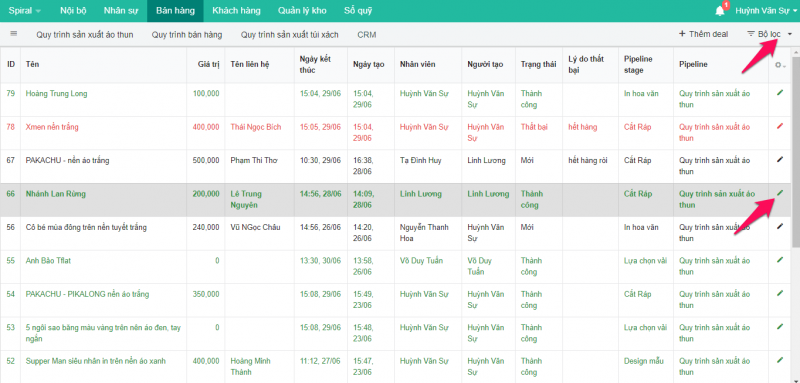 Spiral Nội bộ Nhân sự Bán hàng Khách hàng Quản lý kho Sổ quỹ 1 Huỳnh Văn Sự
Quy trình sản xuất áo thun Quy trình bán hàng Quy trình sản xuất túi xách CRM + Thêm deal Bộ lọc
ID Tên Giá trị Tên liên hệ Ngày kết thúc Ngày tạo Nhân viên Người tạo Trạng thái Lý do thất bại Pipeline stage Pipeline
79 Hoàng Trung Long 100,000 15:04, 29/06 15:04, 29/06 Huỳnh Văn Sự Huỳnh Văn Sự Thành công In hoa văn Quy trình sản xuất áo thun
78 Xmen nền trắng 400,000 Thái Ngọc Bích 15:05, 29/06 15:04, 29/06 Huỳnh Văn Sự Huỳnh Văn Sự Thất bại hết hàng Cắt Ráp Quy trình sản xuất áo thun
67 PAKACHU - nền áo trắng 500,000 Phạm Thi Thơ 10:30, 29/06 16:38, 28/06 Tạ Đình Huy Linh Lương Mới hết hàng rồi Cắt Ráp Quy trình sản xuất áo thun
66 Nhánh Lan Rừng 200,000 Lê Trung Nguyên 14:56, 28/06 14:09, 28/06 Linh Lương Linh Lương Thành công Cắt Ráp Quy trình sản xuất áo thun
56 Cô bé mùa đông trên nền tuyết trắng 240,000 Vũ NGọc Châu 14:56, 26/06 14:20, 26/06 Nguyễn Thanh Hoa Huỳnh Văn Sự Mới In hoa văn Quy trình sản xuất áo thun
55 Anh Bảo Tflat 0 13:30, 30/06 13:58, 26/06 Võ Duy Tuấn Võ Duy Tuấn Thành công Lựa chọn vải Quy trình sản xuất áo thun
54 PAKACHU - PIKALONG nền áo trắng 350,000 15:08, 29/06 15:49, 23/06 Huỳnh Văn Sự Huỳnh Văn Sự Thành công Cắt Ráp Quy trình sản xuất áo thun
53 5 ngôi sao băng màu vàng trên nên áo đen, tay ngắn 0 15:08, 29/06 15:48, 23/06 Huỳnh Văn Sự Huỳnh Văn Sự Thành công Lựa chọn vải Quy trình sản xuất áo thun
52 Supper Man siêu nhân in trên nền áo xanh 400,000 Hoàng Minh Thành 11:12, 27/06 15:47, 23/06 Huỳnh Văn Sự Huỳnh Văn Sự Thành công Design mẫu Quy trình sản xuất áo thun